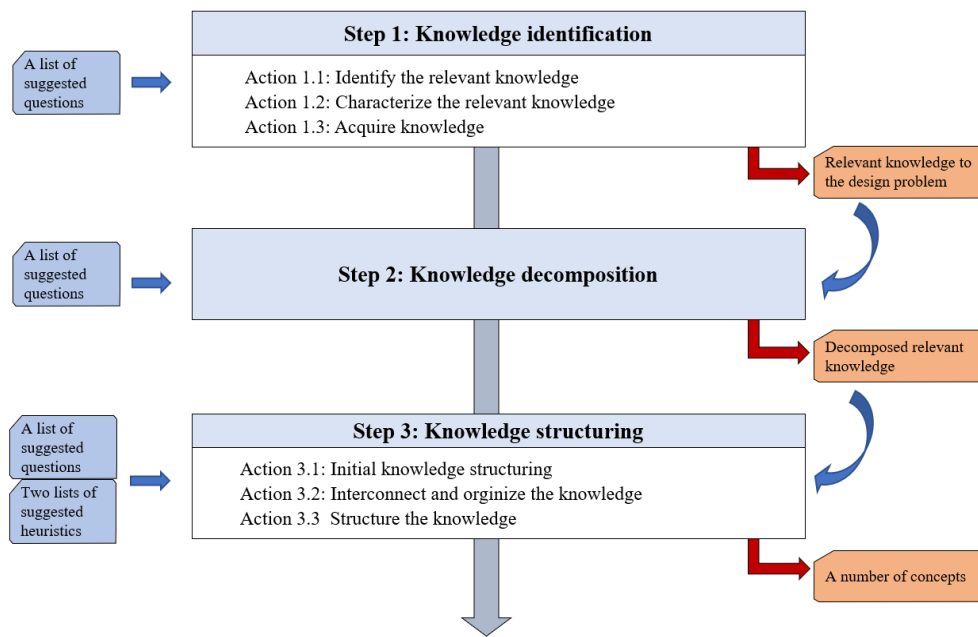 Step 1: Knowledge identification
A list of
suggested
questions
Action 1.1: Identify the relevant knowledge
Action 1.2: Characterize the relevant knowledge
Action 1.3: Acquire knowledge
Relevant knowledge to
the design problem
A list of
suggested
questions
Step 2: Knowledge decomposition
Decomposed relevant
knowledge
Step 3: Knowledge structuring
A list of
suggested
questions
Two lists of
suggested
heuristics
Action 3.1: Initial knowledge structuring
Action 3.2: Interconnect and orginize the knowledge
Action 3.3 Structure the knowledge
A number of concepts